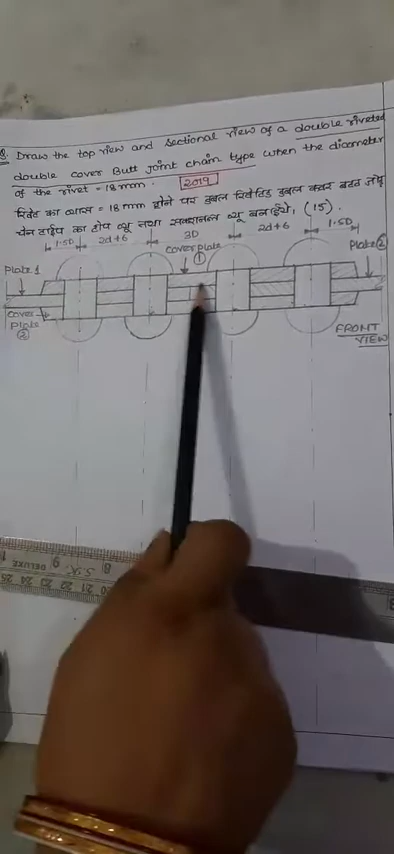 Q. Draw the top view and sectional view of a double riveted
double cover Butt joint chain type when the diameter
of the rivet = 18 mm. 2019
रिवेट का व्यास = 18 mm होने पर डबल रिवेटिड डबल कवर बट्ट जोड़
चेन टाईप का टोप व्यू तथा सेक्शनल व्यू बनाईये। (15).
1.5D 2d+6 3D 2d+6 1.5D
Cover Plate ①
Plate 1
Plate ②
Cover Plate ②
FRONT VIEW
DELUXE